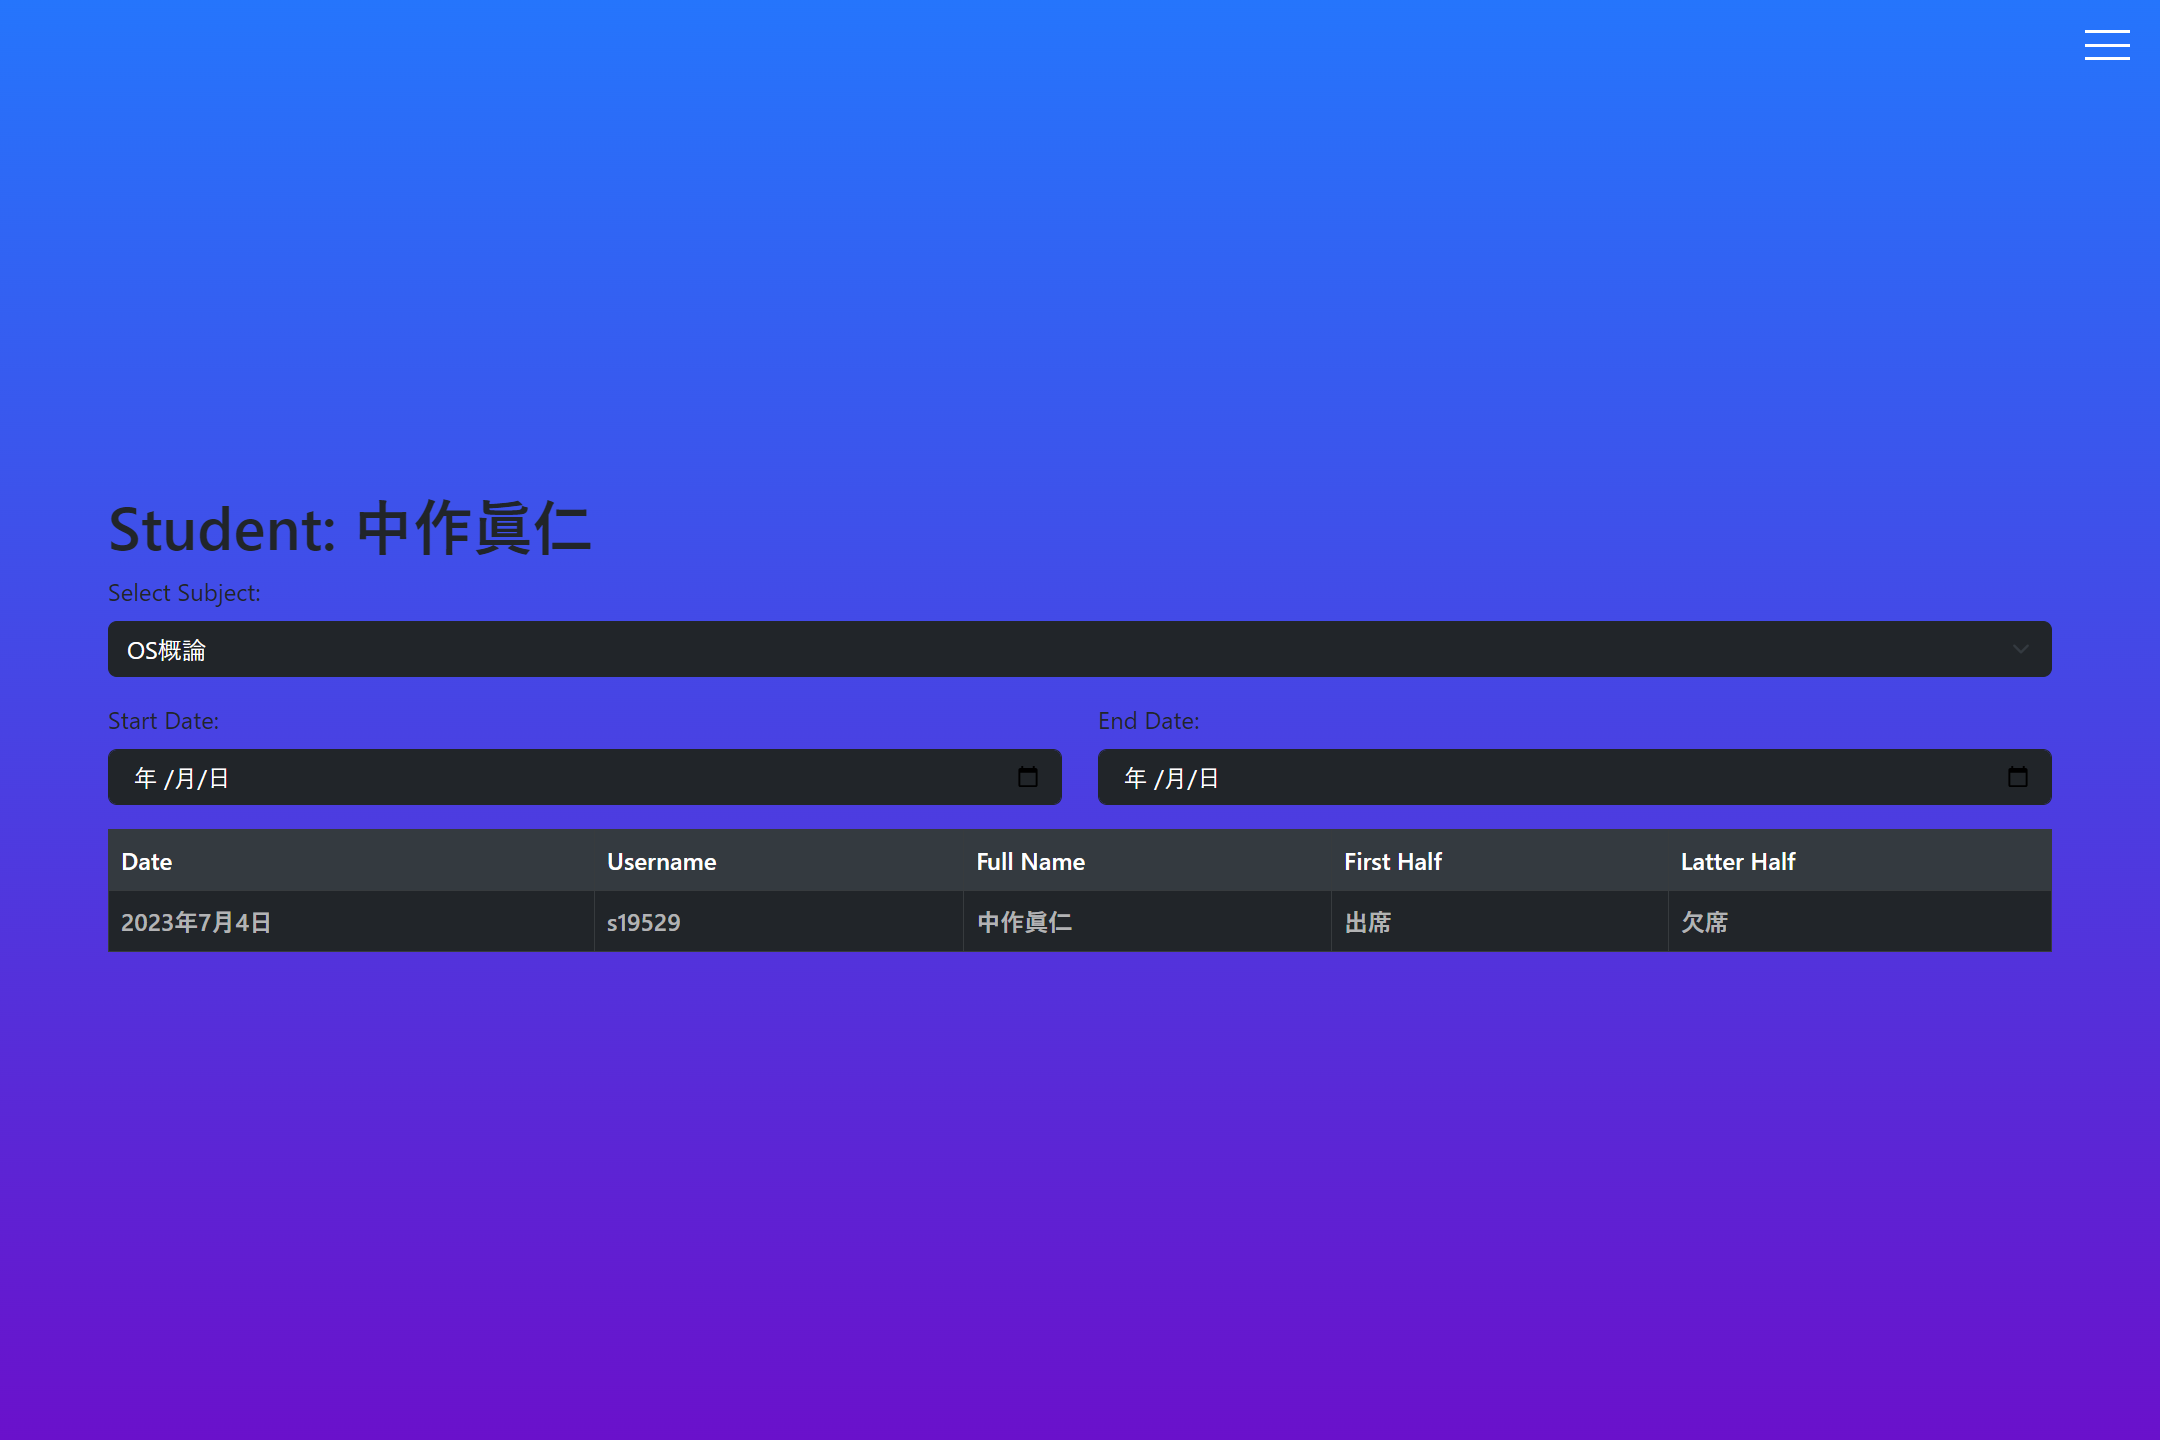 Student: 中作眞仁
Select Subject:
OS概論
Start Date: End Date:
年 /月/日 年 /月/日
Date Username Full Name First Half Latter Half
2023年7月4日 s19529 中作眞仁 出席 欠席